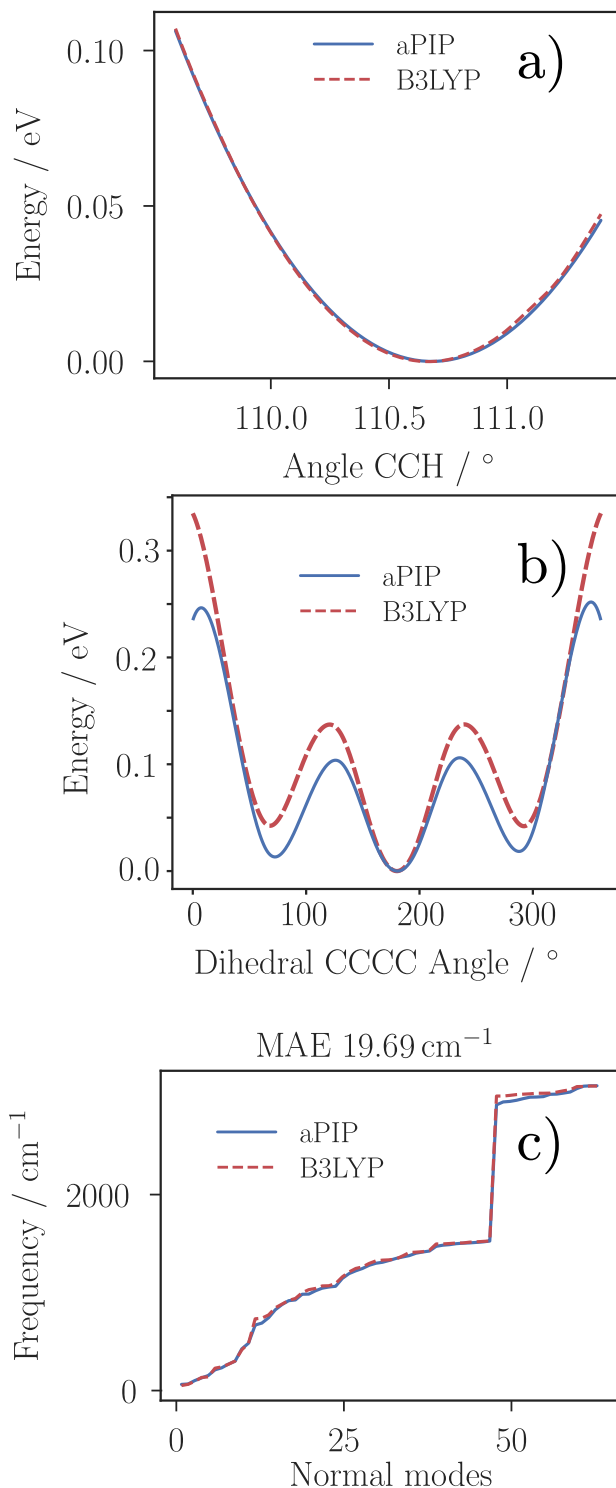 a)
aPIP
B3LYP
0.10
0.05
0.00
Energy / eV
110.0 110.5 111.0
Angle CCH / °
b)
aPIP
B3LYP
0.3
0.2
0.1
0.0
Energy / eV
0 100 200 300
Dihedral CCCC Angle / °
MAE 19.69 cm⁻¹
c)
aPIP
B3LYP
2000
0
Frequency / cm⁻¹
0 25 50
Normal modes